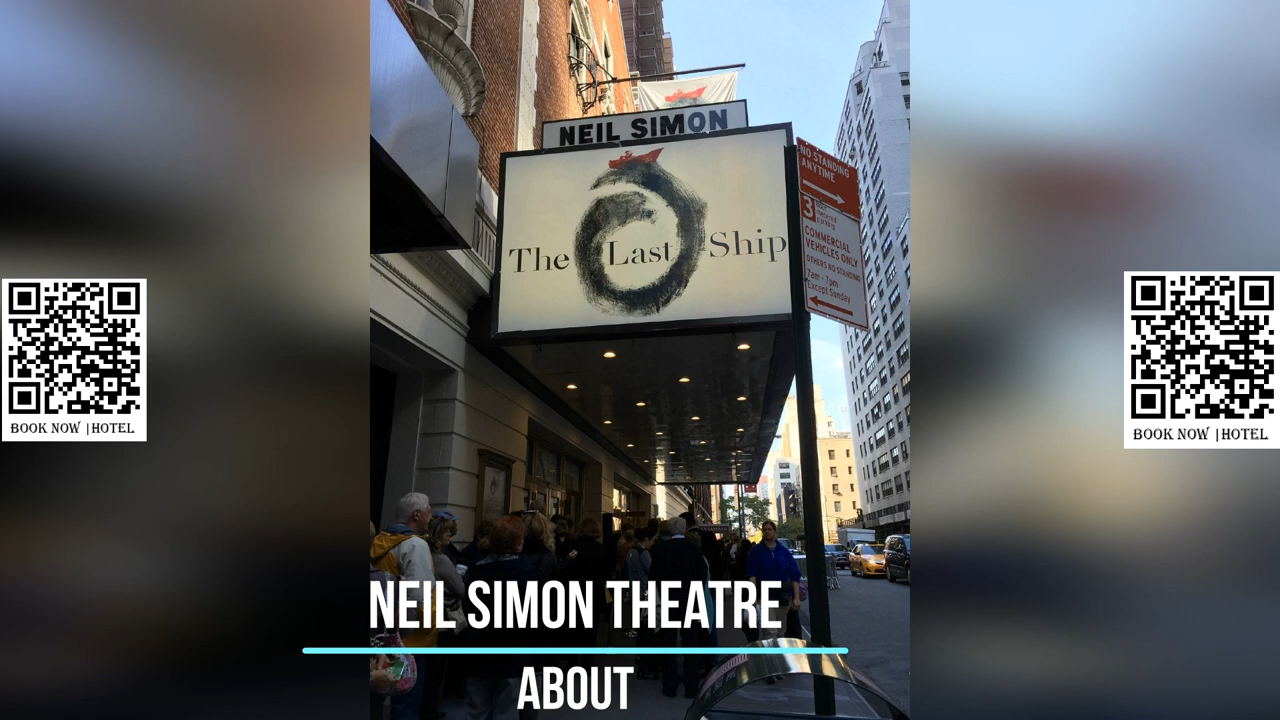 NEIL SIMON
The Last Ship
NO STANDING
ANYTIME
3
COMMERCIAL
VEHICLES ONLY
OTHERS NO STANDING
7am - 7pm
Except Sunday
BOOK NOW |HOTEL
BOOK NOW |HOTEL
NEIL SIMON THEATRE
ABOUT